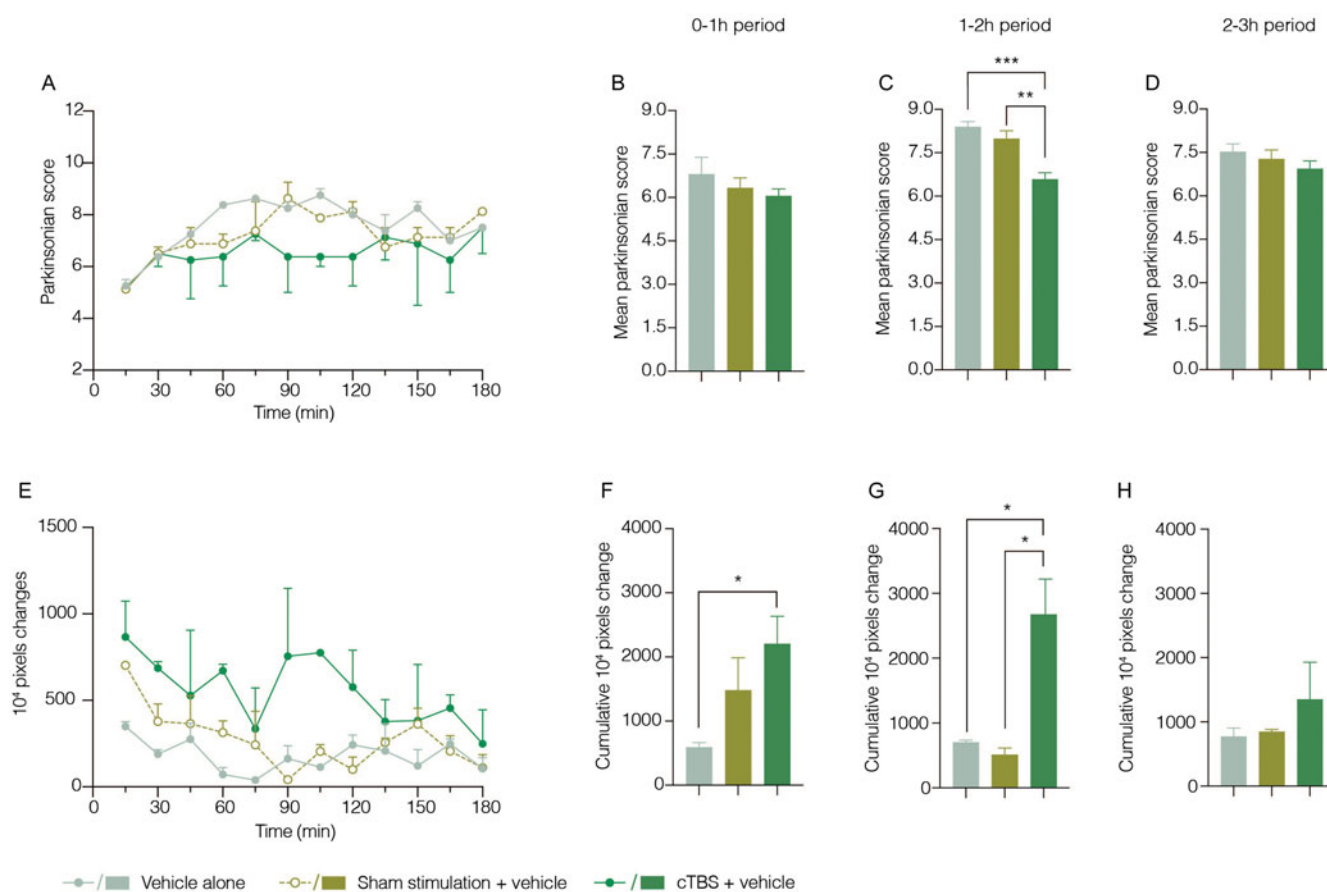 0-1h period
1-2h period
2-3h period
A
Parkinsonian score
12
10
8
6
4
2
0 30 60 90 120 150 180
Time (min)
B
Mean parkinsonian score
9.0
7.5
6.0
4.5
3.0
1.5
0.0
C
***
**
Mean parkinsonian score
9.0
7.5
6.0
4.5
3.0
1.5
0.0
D
Mean parkinsonian score
9.0
7.5
6.0
4.5
3.0
1.5
0.0
E
10⁴ pixels changes
1500
1000
500
0
0 30 60 90 120 150 180
Time (min)
F
*
Cumulative 10⁴ pixels change
4000
3000
2000
1000
0
G
*
*
Cumulative 10⁴ pixels change
4000
3000
2000
1000
0
H
Cumulative 10⁴ pixels change
4000
3000
2000
1000
0
/ Vehicle alone / Sham stimulation + vehicle / cTBS + vehicle